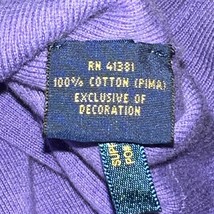 RN 41381
100% COTTON (PIMA)
EXCLUSIVE OF
DECORATION